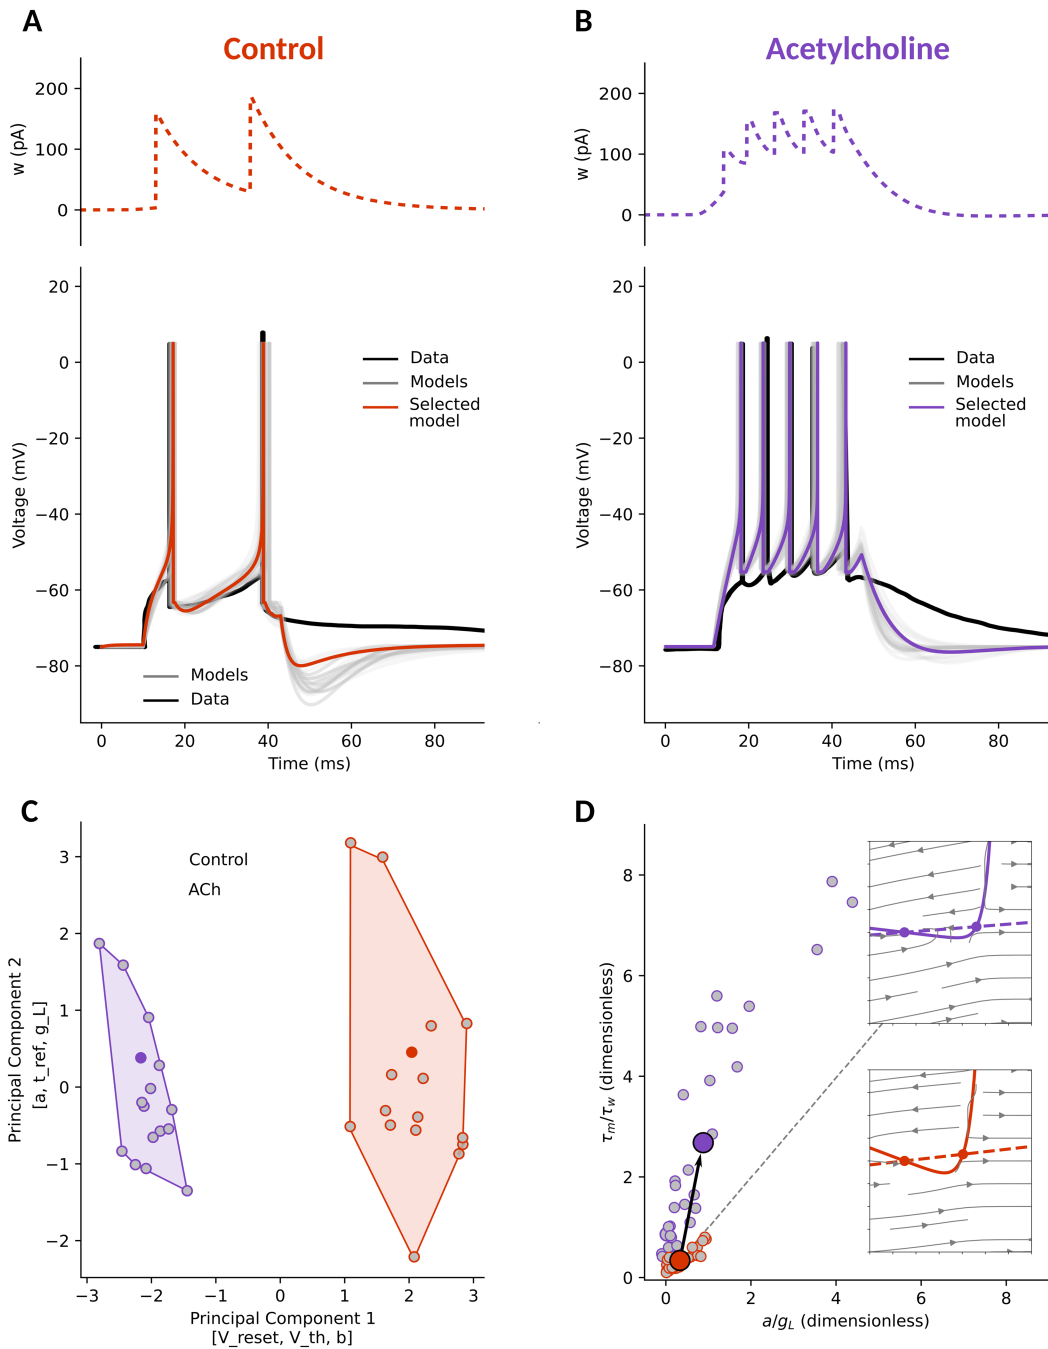 A
Control
w (pA)
200
100
0
Voltage (mV)
20
0
−20
−40
−60
−80
Data
Models
Selected
model
Models
Data
0
20
40
60
80
Time (ms)
B
Acetylcholine
w (pA)
200
100
0
Voltage (mV)
20
0
−20
−40
−60
−80
Data
Models
Selected
model
0
20
40
60
80
Time (ms)
C
Principal Component 2
[a, t_ref, g_L]
3
2
1
0
−1
−2
Control
ACh
−3
−2
−1
0
1
2
3
Principal Component 1
[V_reset, V_th, b]
D
τm/τw (dimensionless)
8
6
4
2
0
0
2
4
6
8
a/gL (dimensionless)